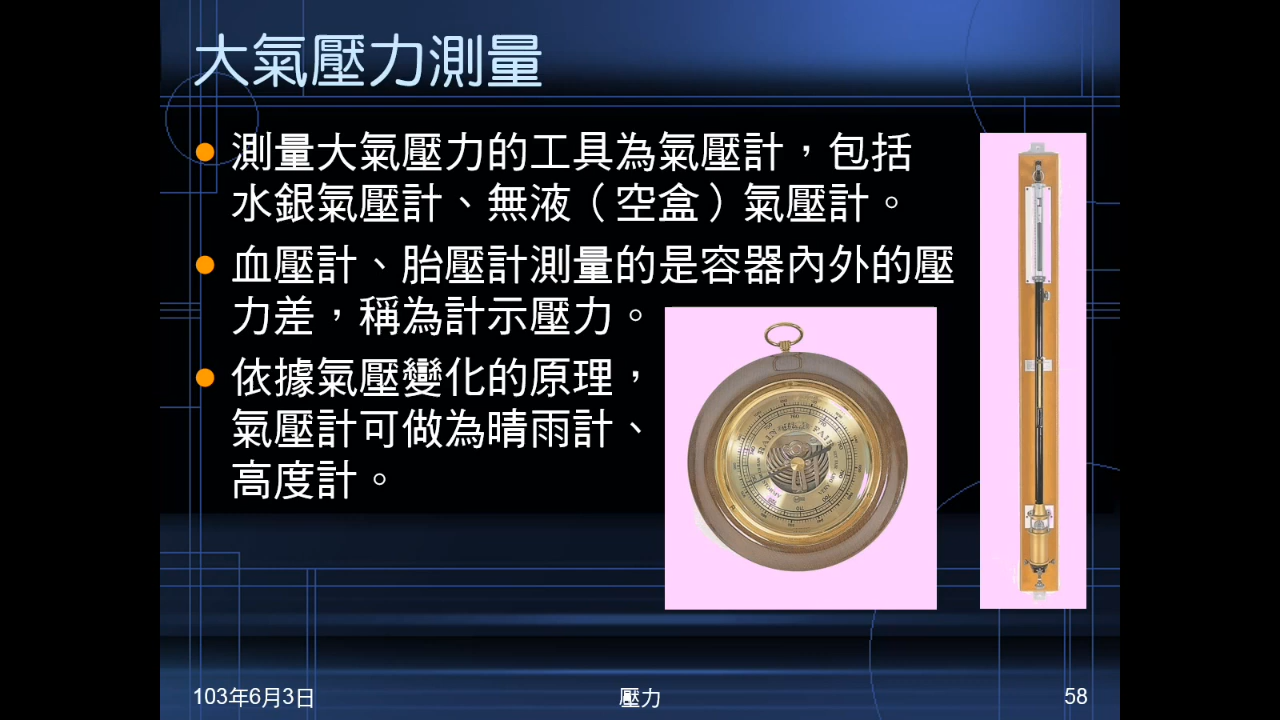 大氣壓力測量
測量大氣壓力的工具為氣壓計，包括
水銀氣壓計、無液（空盒）氣壓計。
血壓計、胎壓計測量的是容器內外的壓
力差，稱為計示壓力。
依據氣壓變化的原理，
氣壓計可做為晴雨計、
高度計。
RAIN
FAIR
103年6月3日
壓力
58